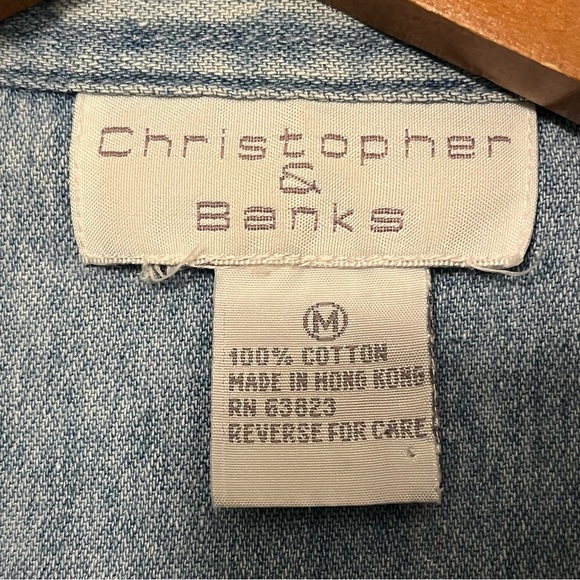 Christopher
&
Banks
M
100% COTTON
MADE IN HONG KONG
RN 63823
REVERSE FOR CARE